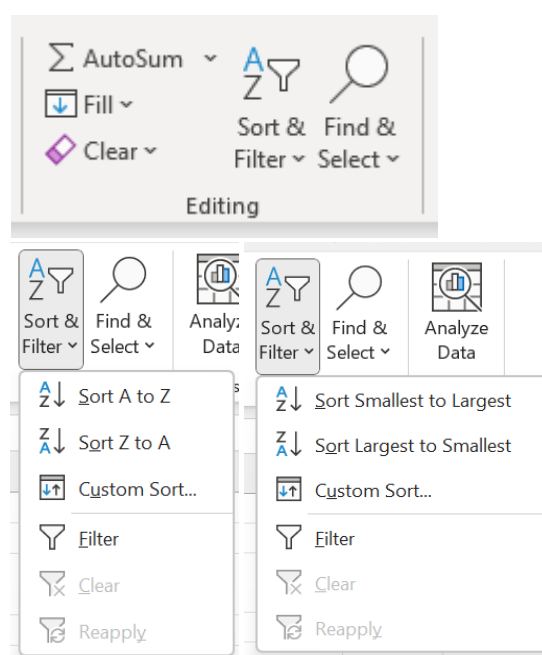 AutoSum
Fill
Clear
Sort &
Filter
Find &
Select
Editing
Sort &
Filter
Find &
Select
Analyz
Data
s
Sort A to Z
Sort Z to A
Custom Sort...
Filter
Clear
Reapply
Sort &
Filter
Find &
Select
Analyze
Data
Sort Smallest to Largest
Sort Largest to Smallest
Custom Sort...
Filter
Clear
Reapply